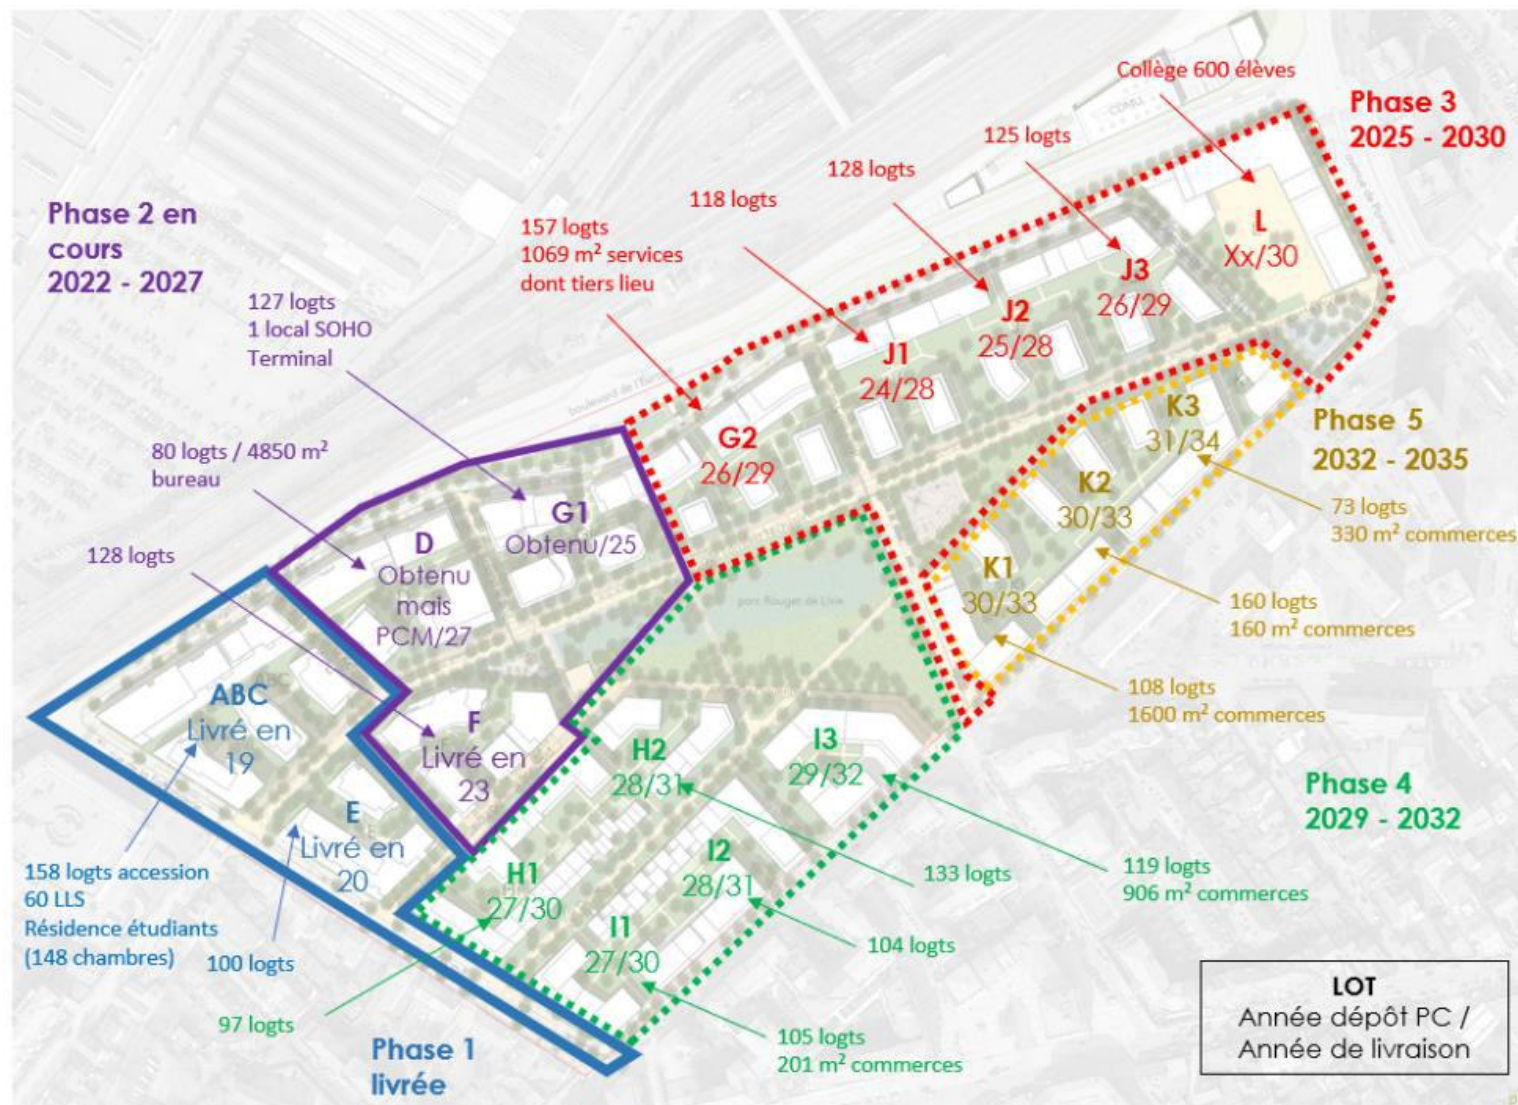 Collège 600 élèves
CDMU
Phase 3
2025 - 2030
125 logts
128 logts
118 logts
157 logts
1069 m² services
dont tiers lieu
Phase 2 en
cours
2022 - 2027
127 logts
1 local SOHO
Terminal
80 logts / 4850 m²
bureau
128 logts
boulevard de l'Europe
L
Xx/30
J3
26/29
J2
25/28
J1
24/28
G2
26/29
G1
Obtenu/25
D
Obtenu
mais
PCM/27
K3
31/34
K2
30/33
K1
30/33
Phase 5
2032 - 2035
73 logts
330 m² commerces
160 logts
160 m² commerces
108 logts
1600 m² commerces
parc Rouget de Lisle
ABC
Livré en
19
F
Livré en
23
E
Livré en
20
H2
28/31
I3
29/32
H1
27/30
I2
28/31
I1
27/30
Phase 4
2029 - 2032
158 logts accession
60 LLS
Résidence étudiants
(148 chambres)
100 logts
97 logts
133 logts
119 logts
906 m² commerces
104 logts
105 logts
201 m² commerces
Phase 1
livrée
LOT
Année dépôt PC /
Année de livraison